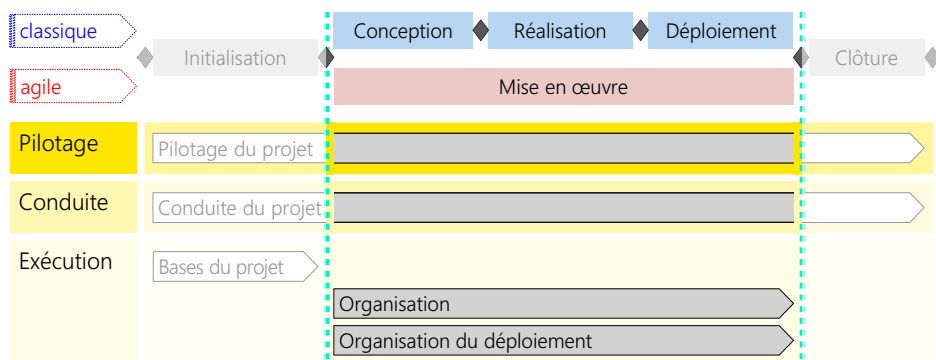 classique
Conception
Réalisation
Déploiement
Initialisation
Clôture
agile
Mise en œuvre
Pilotage
Pilotage du projet
Conduite
Conduite du projet
Exécution
Bases du projet
Organisation
Organisation du déploiement